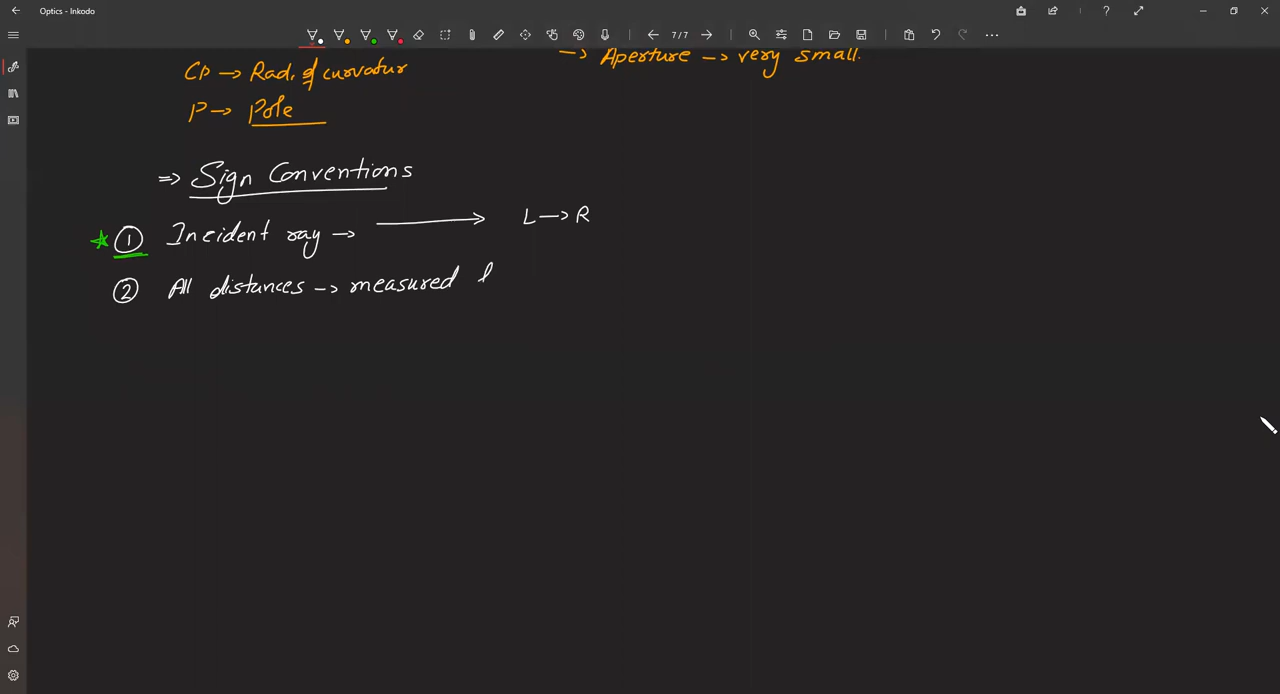 Optics - Inkodo
7/7
→ Aperture → very small.
CP → Rad. of curvatur
P → Pole
⇒ Sign Conventions
① Incident ray → ⟶ L → R
② All distances → measured